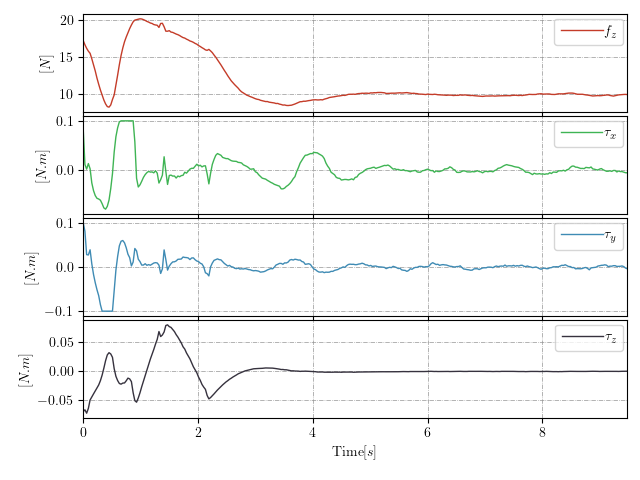 20
15
10
[N]
f_z
0.1
0.0
[N.m]
τ_x
0.1
0.0
−0.1
[N.m]
τ_y
0.05
0.00
−0.05
[N.m]
τ_z
0 2 4 6 8
Time[s]